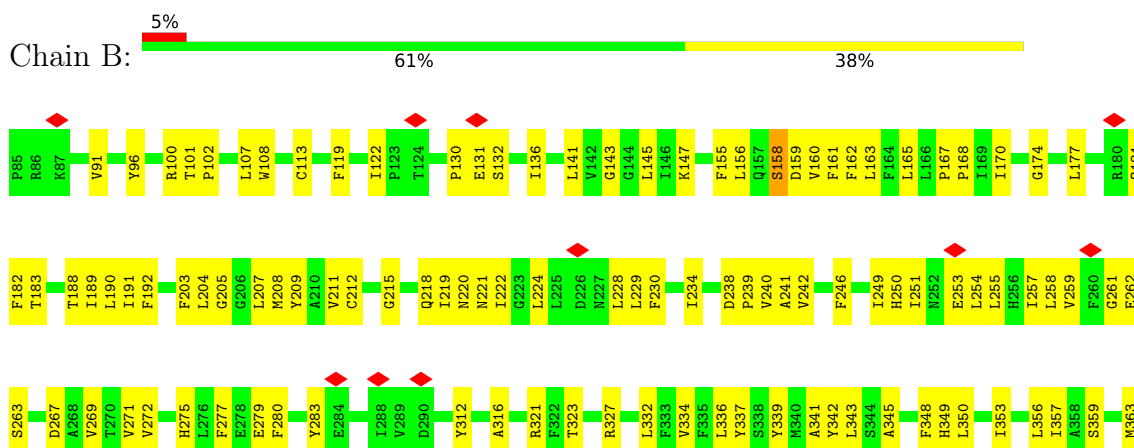 5%
Chain B:
61% 38%
P85 R86 K87 V91 Y96 R100 T101 P102 L107 W108 C113 F119 I122 P123 T124 P130 E131 S132 I136 L141 V142 G143 G144 L145 I146 K147 F155 L156 Q157 S158 D159 V160 F161 F162 L163 F164 L165 L166 P167 P168 I169 I170 G174 L177 R180
F182 T183 T188 I189 L190 I191 F192 F203 L204 G205 G206 L207 M208 Y209 A210 V211 C212 G215 Q218 I219 N220 N221 I222 G223 L224 L225 D226 N227 L228 L229 F230 I234 D238 P239 V240 A241 V242 F246 I249 H250 I251 N252 E253 L254 L255 H256 I257 L258 V259 F260 G261 E262
S263 D267 A268 V269 T270 V271 V272 H275 L276 F277 E278 E279 F280 Y283 E284 I288 V289 D290 Y312 A316 R321 F322 T323 R327 L332 F333 V334 F335 L336 Y337 S338 Y339 M340 A341 Y342 L343 S344 A345 F348 H349 L350 I353 L356 I357 A358 S359 M363